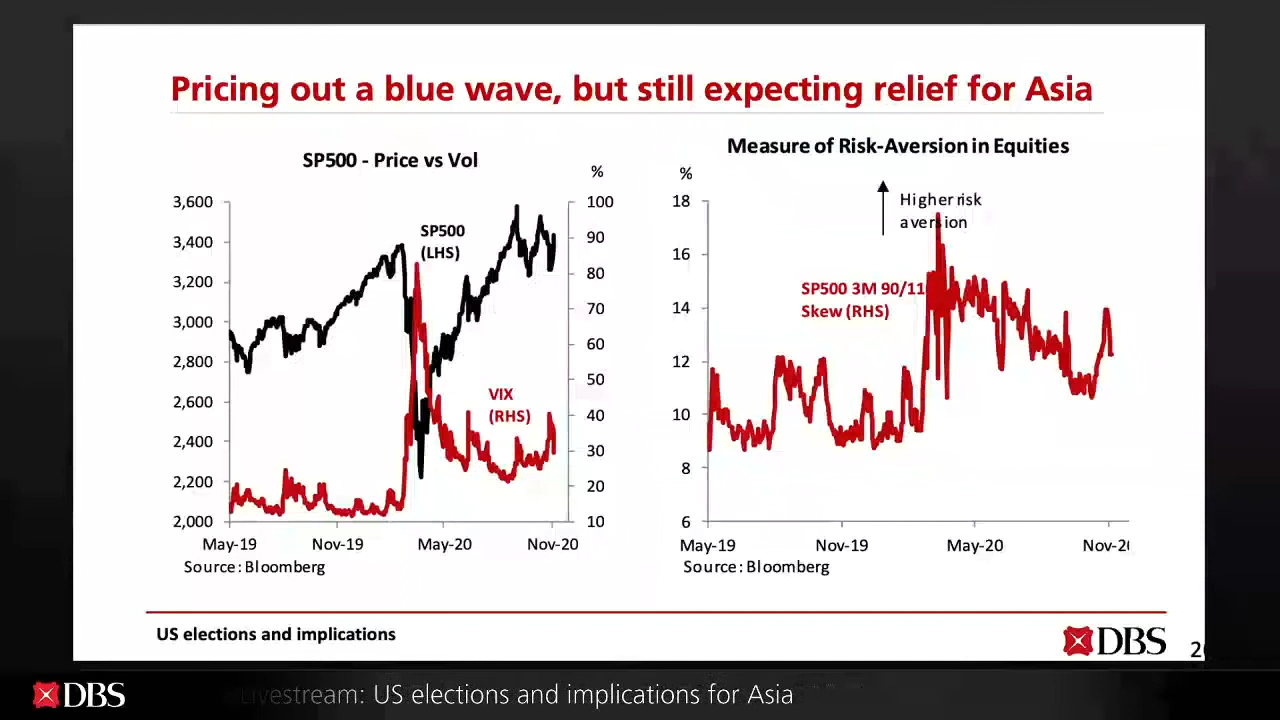 Pricing out a blue wave, but still expecting relief for Asia
SP500 - Price vs Vol
%
3,600
3,400
3,200
3,000
2,800
2,600
2,400
2,200
2,000
100
90
80
70
60
50
40
30
20
10
SP500
(LHS)
VIX
(RHS)
May-19
Nov-19
May-20
Nov-20
Source: Bloomberg
Measure of Risk-Aversion in Equities
%
18
16
14
12
10
8
6
Higher risk
aversion
SP500 3M 90/11
Skew (RHS)
May-19
Nov-19
May-20
Source: Bloomberg
US elections and implications
DBS
DBS
Livestream: US elections and implications for Asia